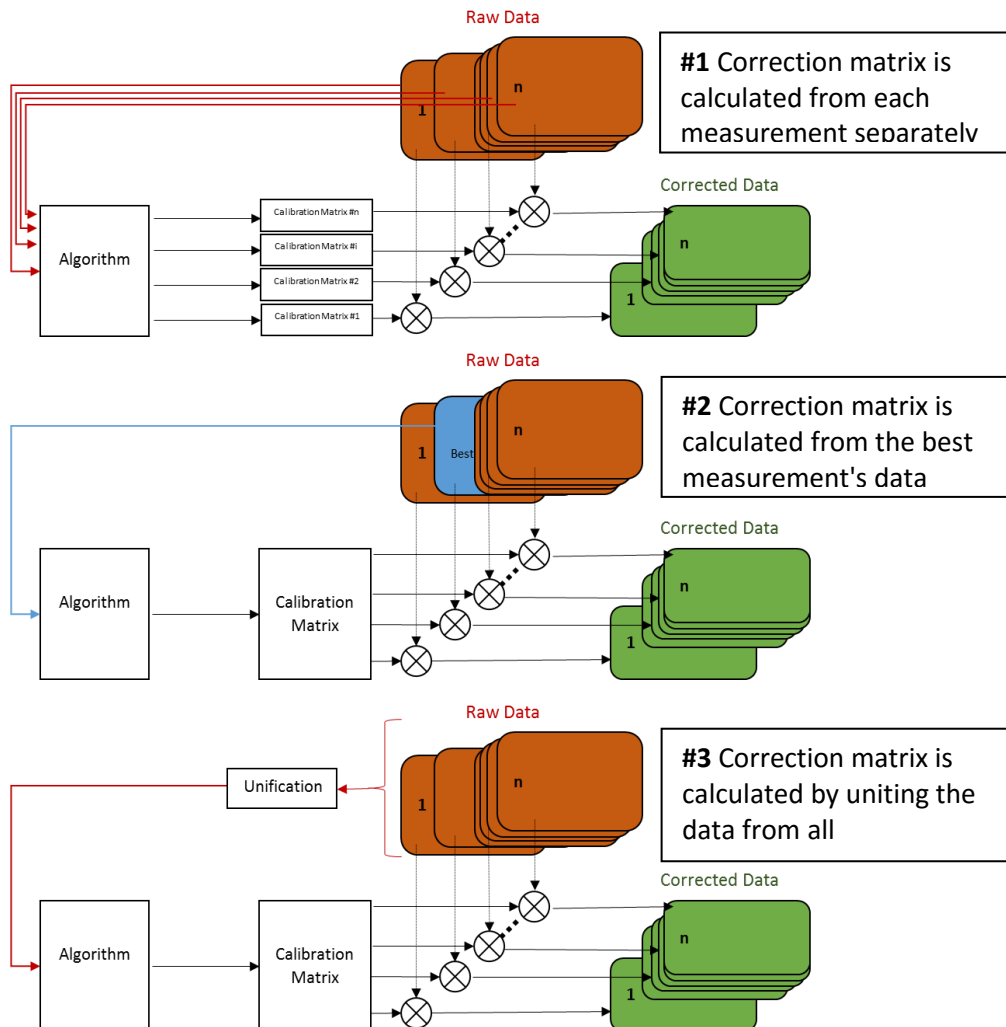 Raw Data
1
n
#1 Correction matrix is
calculated from each
measurement separately
Corrected Data
Algorithm
Calibration Matrix #n
Calibration Matrix #i
Calibration Matrix #2
Calibration Matrix #1
n
1
Raw Data
1
Best
n
#2 Correction matrix is
calculated from the best
measurement's data
Corrected Data
Algorithm
Calibration
Matrix
n
1
Raw Data
Unification
1
n
#3 Correction matrix is
calculated by uniting the
data from all
Corrected Data
Algorithm
Calibration
Matrix
n
1